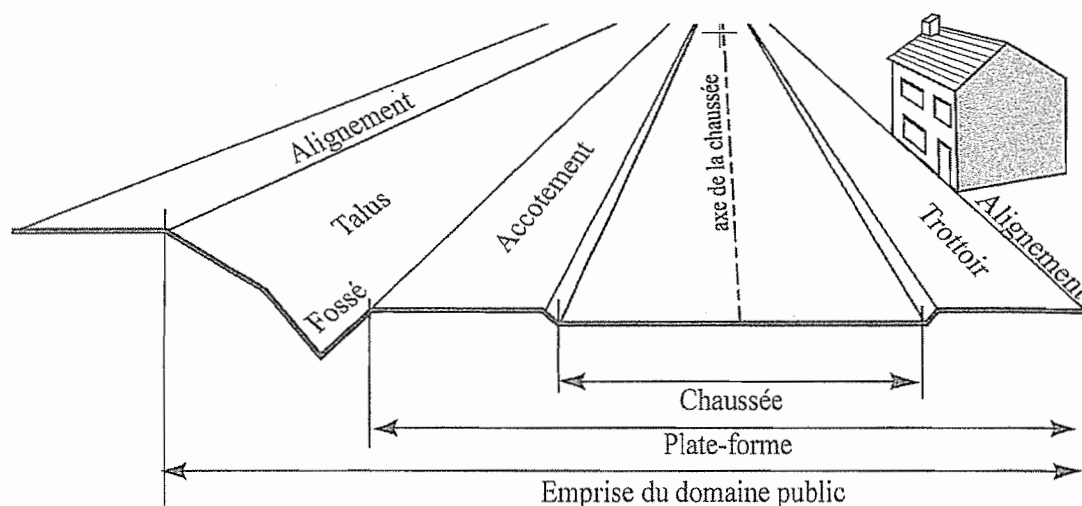 Alignement
Talus
Fossé
Accotement
axe de la chaussée
Trottoir
Alignement
Chaussée
Plate-forme
Emprise du domaine public